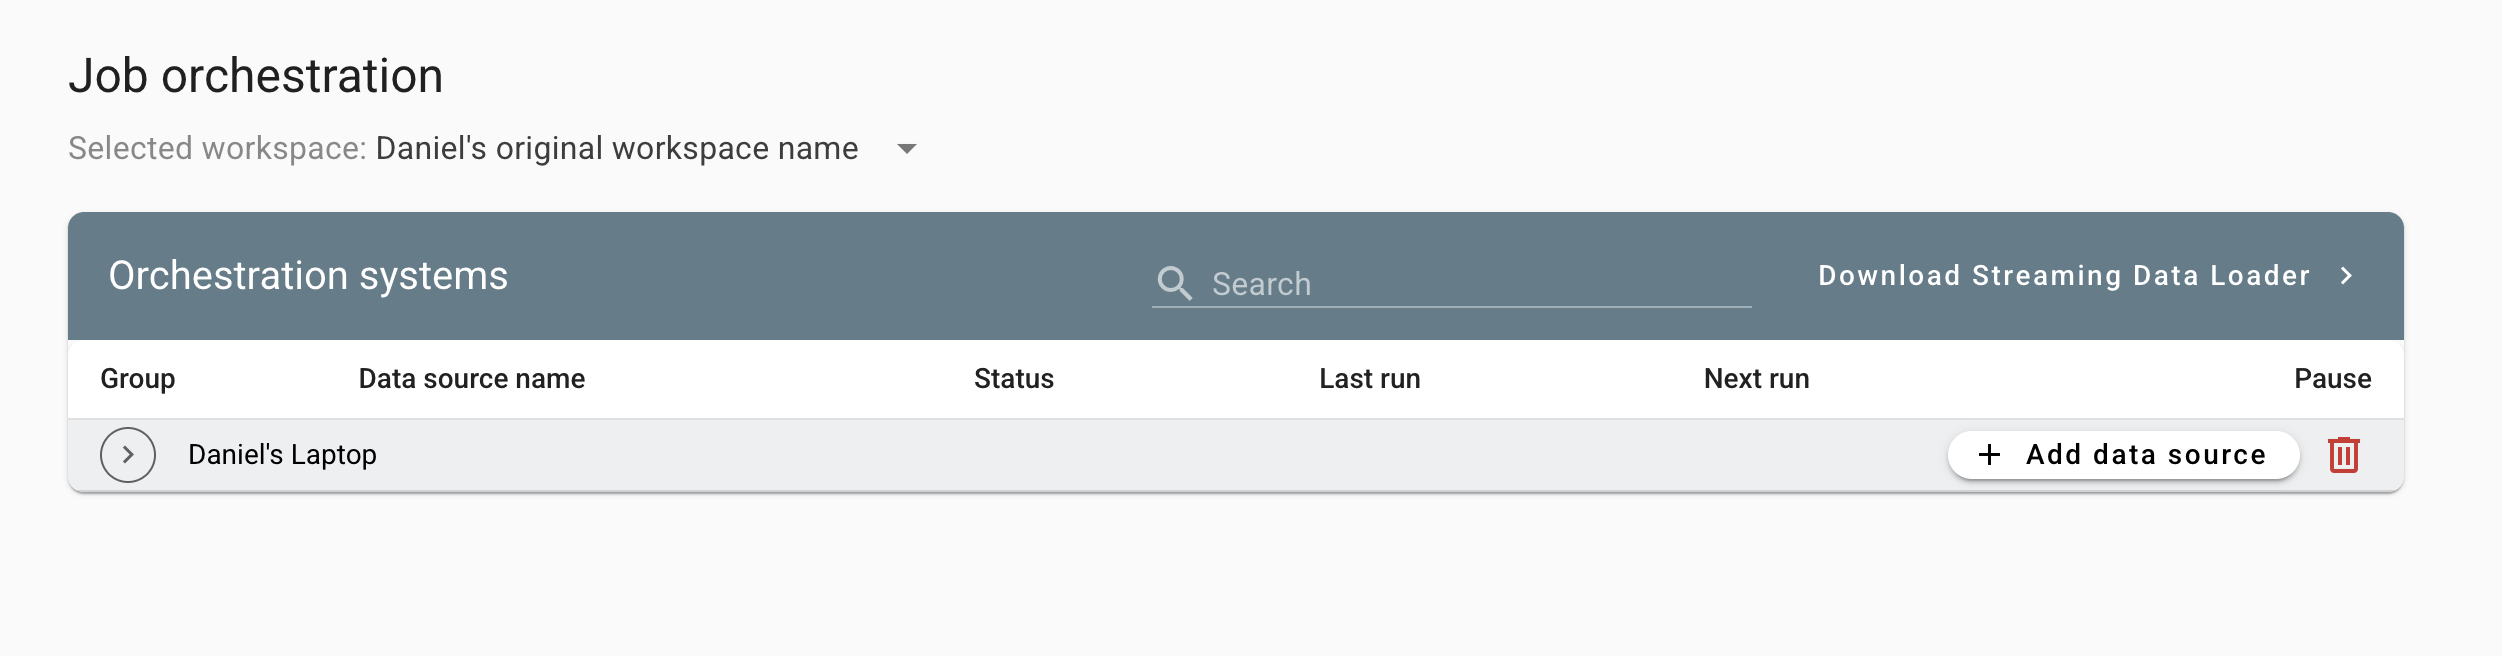 Job orchestration
Selected workspace: Daniel's original workspace name
Orchestration systems
Search
Download Streaming Data Loader
Group Data source name Status Last run Next run Pause
Daniel's Laptop
Add data source